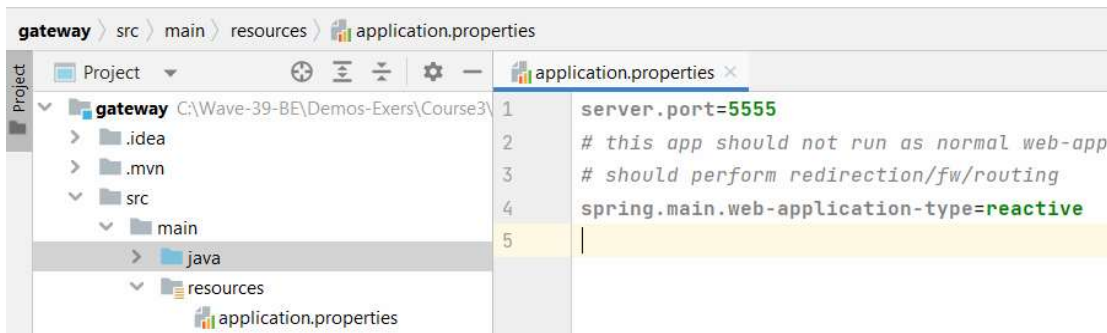 gateway > src > main > resources > application.properties
Project
Project
application.properties
gateway C:\Wave-39-BE\Demos-Exers\Course3\
.idea
.mvn
src
main
java
resources
application.properties
1 server.port=5555
2 # this app should not run as normal web-app
3 # should perform redirection/fw/routing
4 spring.main.web-application-type=reactive
5